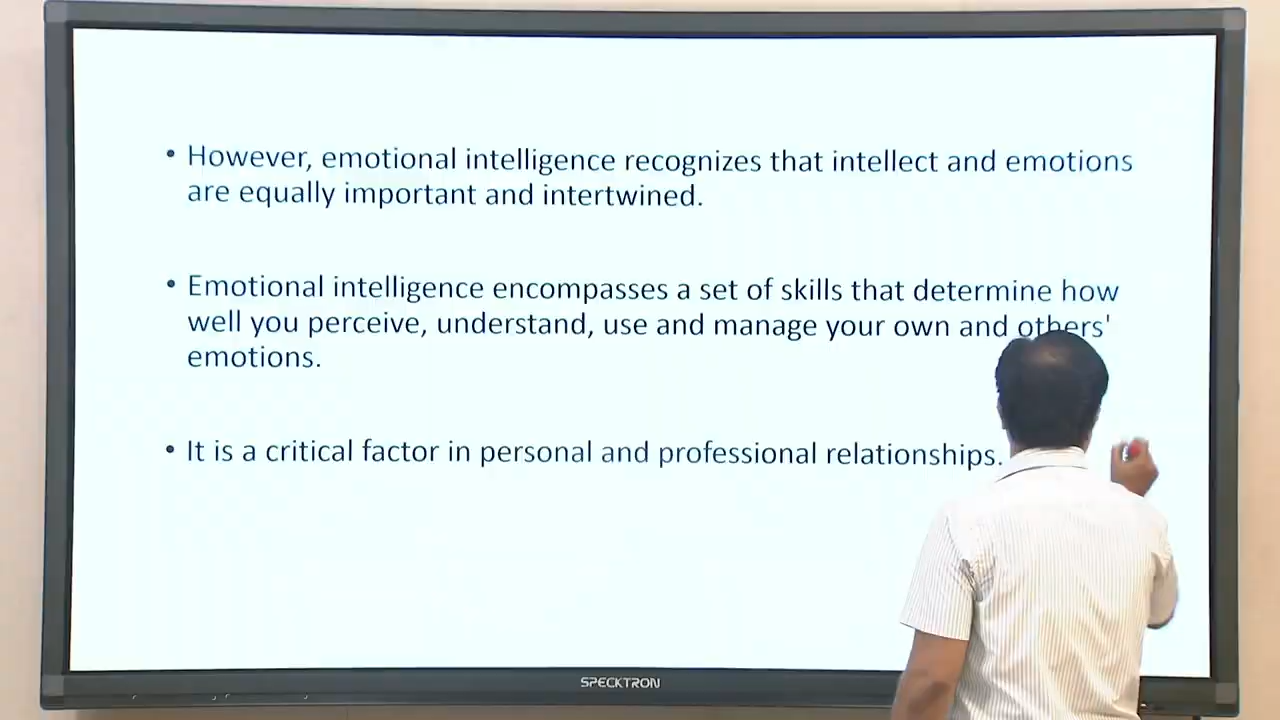 • However, emotional intelligence recognizes that intellect and emotions
are equally important and intertwined.
• Emotional intelligence encompasses a set of skills that determine how
well you perceive, understand, use and manage your own and others'
emotions.
• It is a critical factor in personal and professional relationships.
SPECKTRON